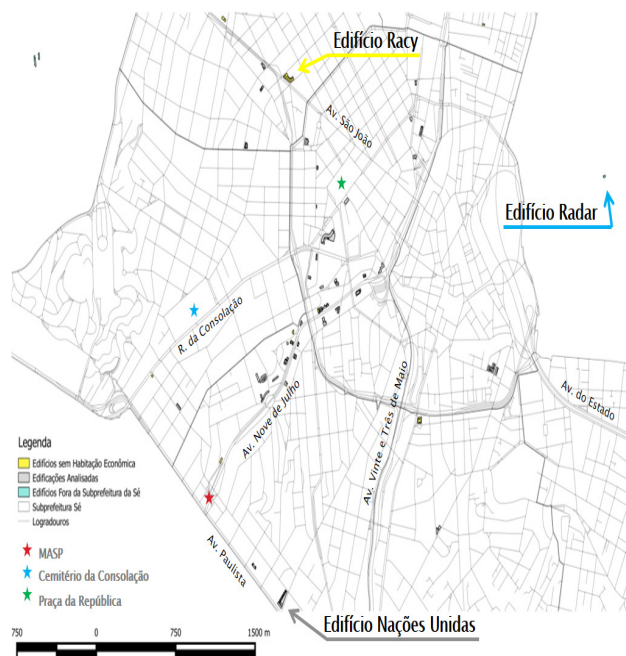 Edifício Racy
Av. São João
Edifício Radar
R. da Consolação
Av. Nove de Julho
Av. Vinte e Três de Maio
Av. do Estado
Av. Paulista
Legenda
Edifícios sem Habitação Econômica
Edificações Analisadas
Edifícios Fora da Subprefeitura da Sé
Subprefeitura Sé
Logradouros
MASP
Cemitério da Consolação
Praça da República
Edifício Nações Unidas
750 0 750 1500 m